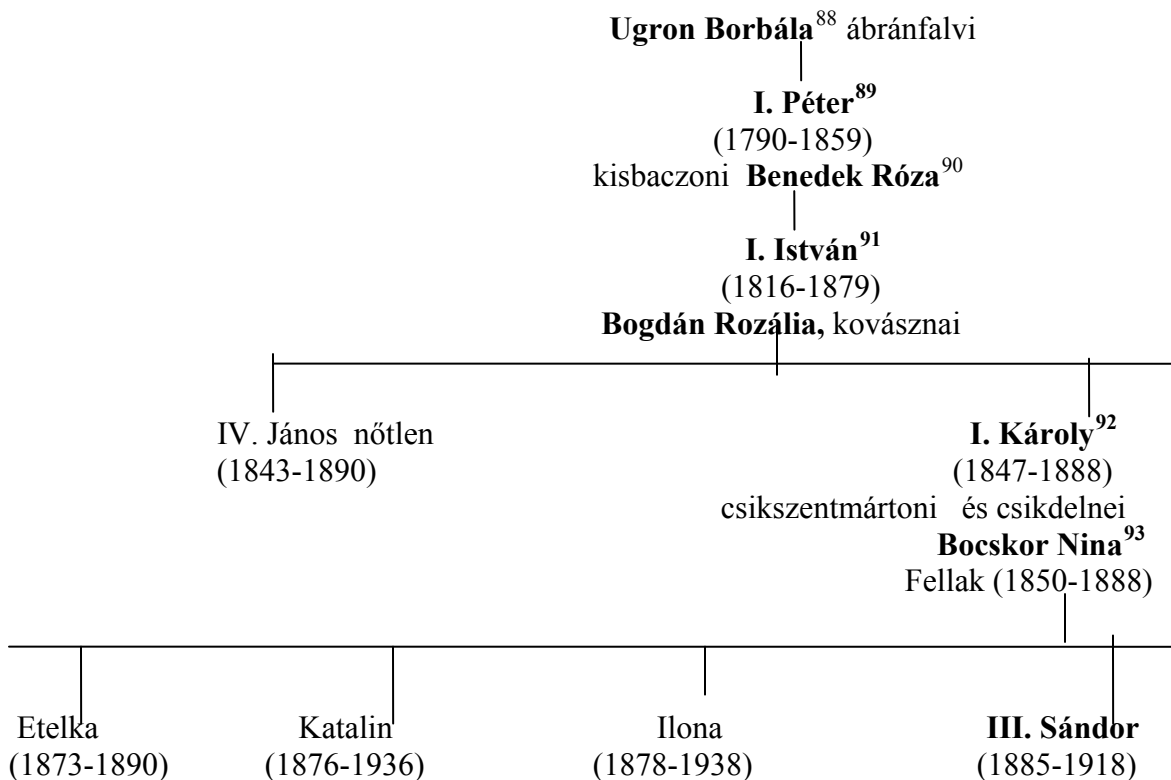 Ugron Borbála88 ábránfalvi
I. Péter89
(1790-1859)
kisbaczoni Benedek Róza90
I. István91
(1816-1879)
Bogdán Rozália, kovásznai
IV. János nőtlen
(1843-1890)
I. Károly92
(1847-1888)
csikszentmártoni és csikdelnei
Bocskor Nina93
Fellak (1850-1888)
Etelka
(1873-1890)
Katalin
(1876-1936)
Ilona
(1878-1938)
III. Sándor
(1885-1918)